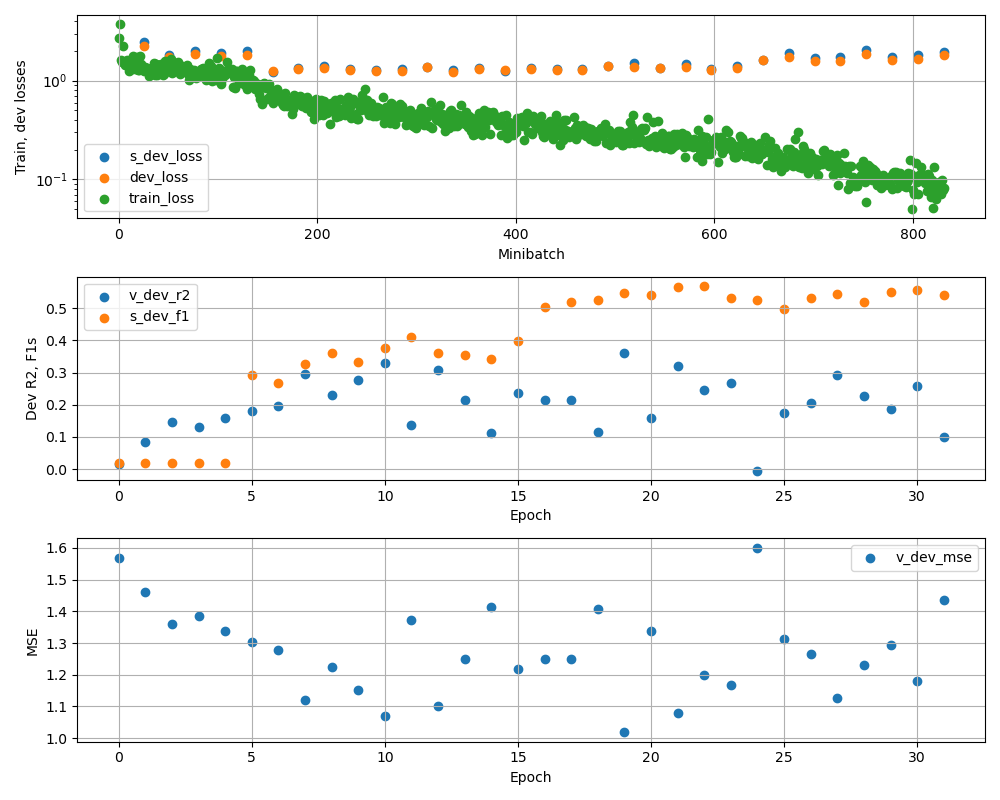 Train, dev losses
10⁰
10⁻¹
s_dev_loss
dev_loss
train_loss
0 200 400 600 800
Minibatch
Dev R2, F1s
0.5
0.4
0.3
0.2
0.1
0.0
v_dev_r2
s_dev_f1
0 5 10 15 20 25 30
Epoch
MSE
1.6
1.5
1.4
1.3
1.2
1.1
1.0
v_dev_mse
0 5 10 15 20 25 30
Epoch